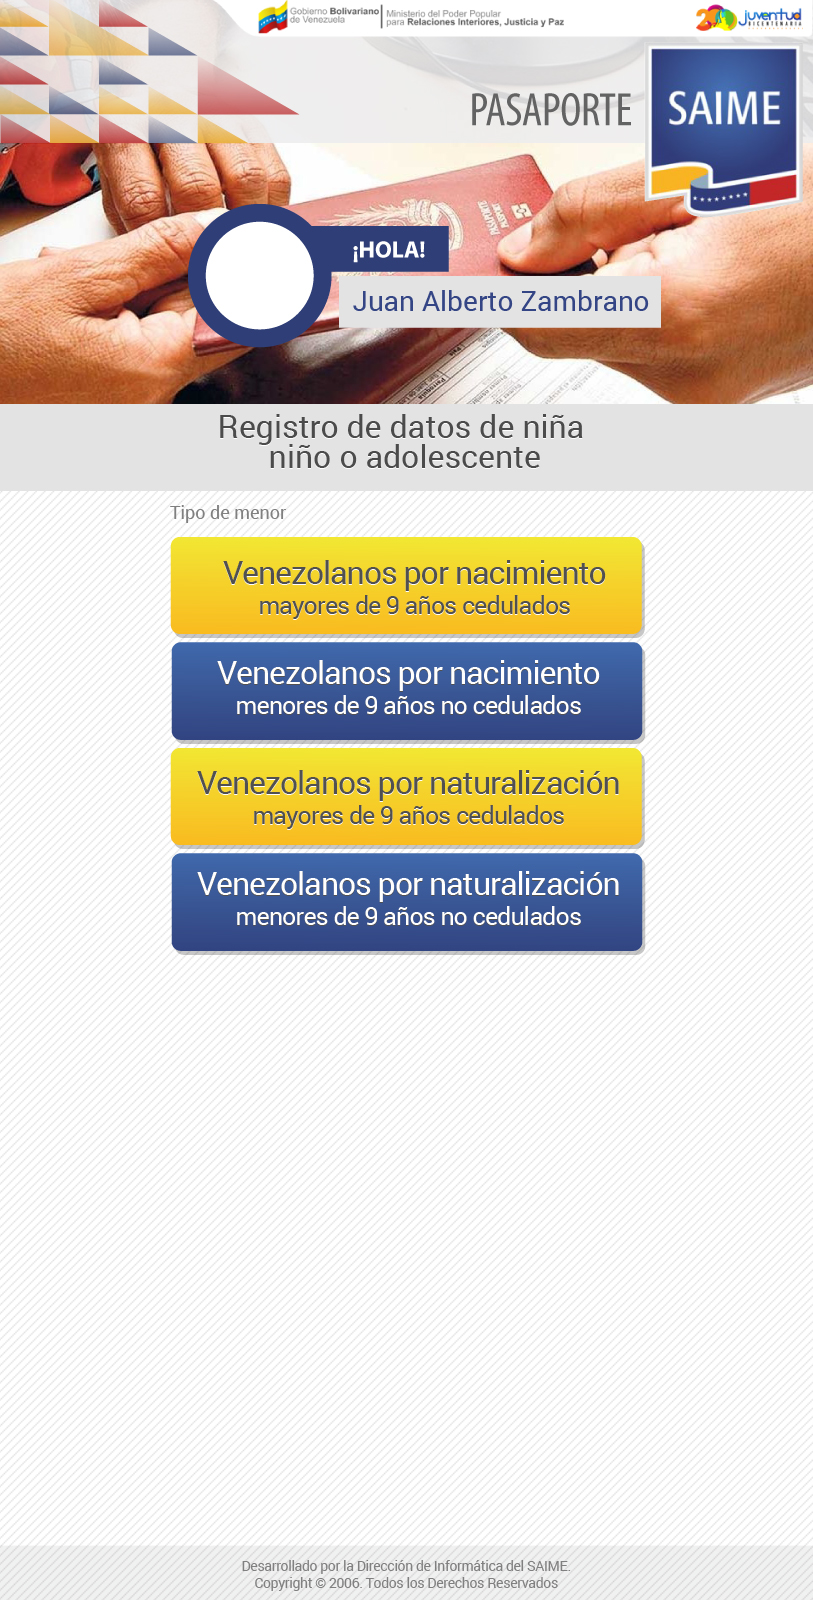 Gobierno Bolivariano
de Venezuela
Ministerio del Poder Popular
para Relaciones Interiores, Justicia y Paz
200 juventud
BICENTENARIA
PASAPORTE
SAIME
PASAPORTE
PASSPORT
¡HOLA!
Juan Alberto Zambrano
Registro de datos de niña
niño o adolescente
Tipo de menor
Venezolanos por nacimiento
mayores de 9 años cedulados
Venezolanos por nacimiento
menores de 9 años no cedulados
Venezolanos por naturalización
mayores de 9 años cedulados
Venezolanos por naturalización
menores de 9 años no cedulados
Desarrollado por la Dirección de Informática del SAIME.
Copyright © 2006. Todos los Derechos Reservados